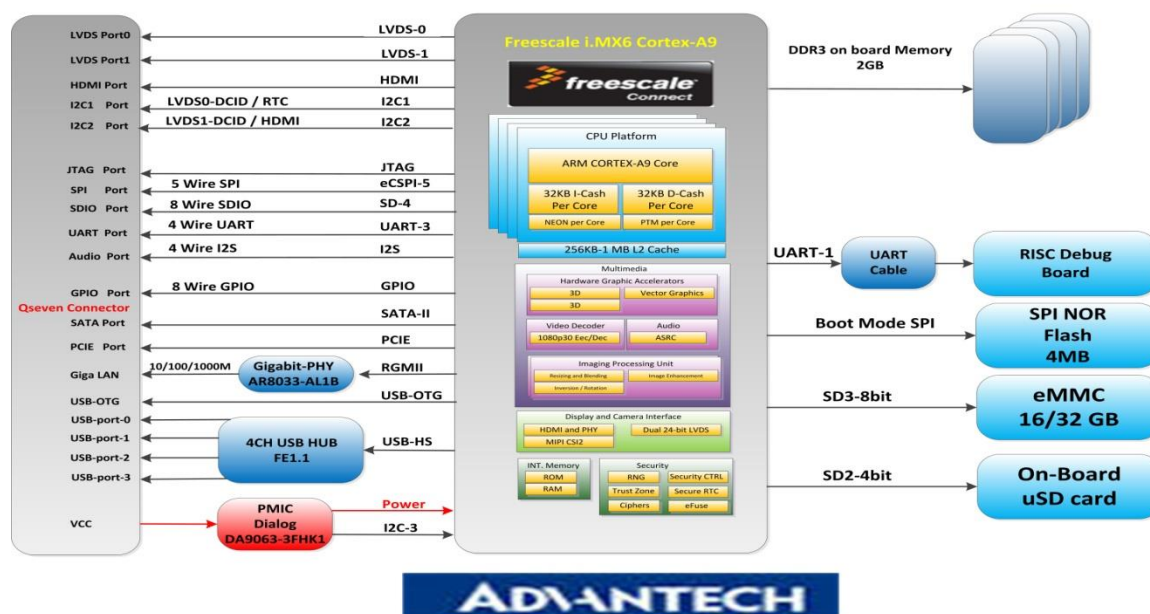 LVDS Port0
LVDS-0
LVDS Port1
LVDS-1
HDMI Port
HDMI
I2C1 Port
LVDS0-DCID / RTC
I2C1
I2C2 Port
LVDS1-DCID / HDMI
I2C2
JTAG Port
JTAG
SPI Port
5 Wire SPI
eCSPI-5
SDIO Port
8 Wire SDIO
SD-4
UART Port
4 Wire UART
UART-3
Audio Port
4 Wire I2S
I2S
GPIO Port
8 Wire GPIO
GPIO
Qseven Connector
SATA Port
SATA-II
PCIE Port
PCIE
Giga LAN
10/100/1000M
Gigabit-PHY
AR8033-AL1B
RGMII
USB-OTG
USB-OTG
USB-port-0
USB-port-1
USB-port-2
USB-port-3
4CH USB HUB
FE1.1
USB-HS
VCC
PMIC
Dialog
DA9063-3FHK1
Power
I2C-3
Freescale i.MX6 Cortex-A9
freescale
Connect
CPU Platform
ARM CORTEX-A9 Core
32KB I-Cash
Per Core
32KB D-Cash
Per Core
NEON per Core
PTM per Core
256KB-1 MB L2 Cache
Multimedia
Hardware Graphic Accelerators
3D
Vector Graphics
3D
Video Decoder
1080p30 Eec/Dec
Audio
ASRC
Imaging Processing Unit
Resizing and Blending
Image Enhancement
Inversion / Rotation
Display and Camera Interface
HDMI and PHY
Dual 24-bit LVDS
MIPI CSI2
INT. Memory
ROM
RAM
Security
RNG
Security CTRL
Trust Zone
Secure RTC
Ciphers
eFuse
DDR3 on board Memory
2GB
UART-1
UART
Cable
RISC Debug
Board
Boot Mode SPI
SPI NOR
Flash
4MB
SD3-8bit
eMMC
16/32 GB
SD2-4bit
On-Board
uSD card
ADVANTECH